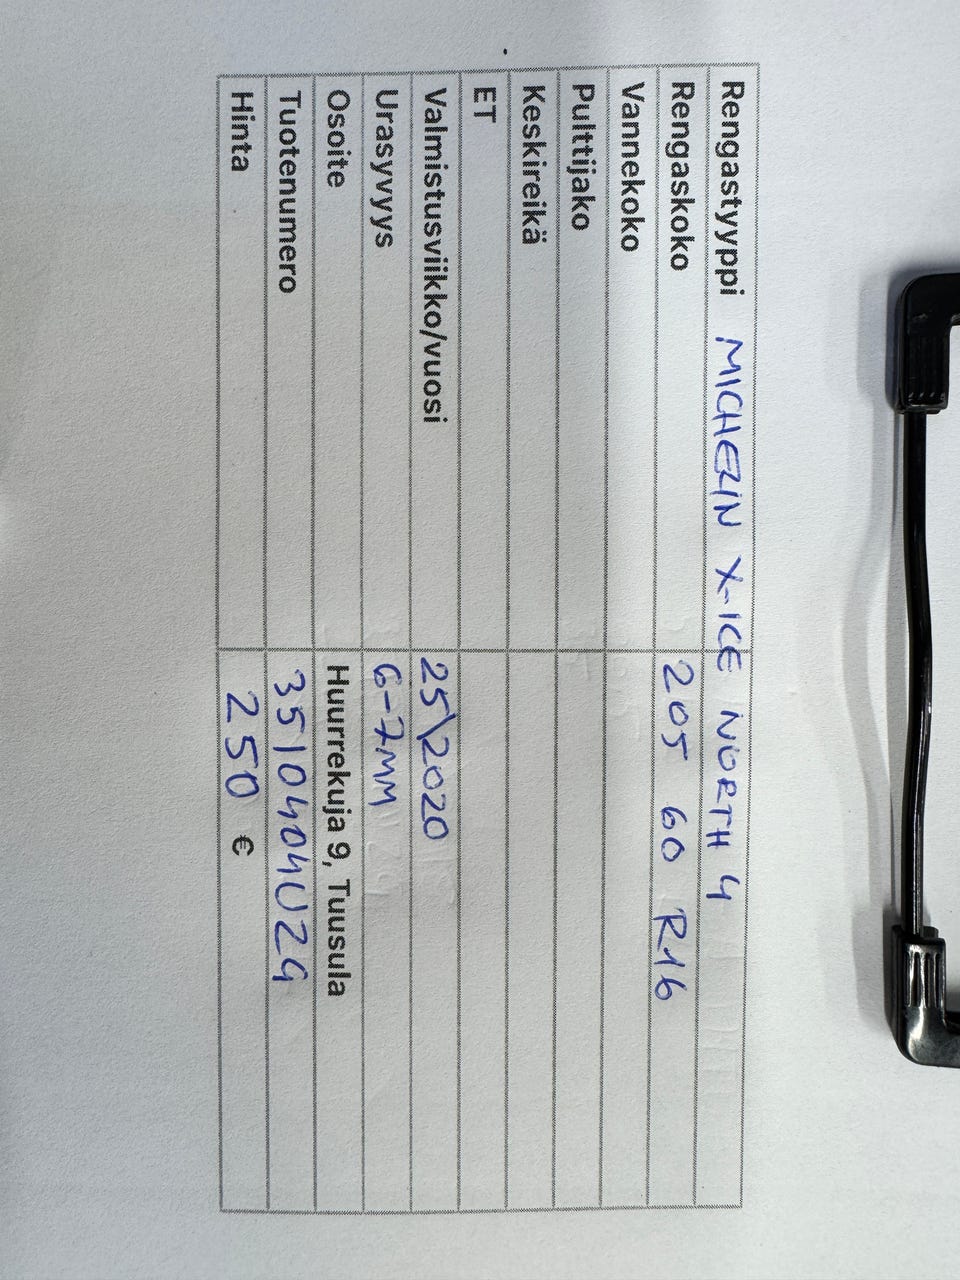 Rengastyyppi MICHELIN X-ICE NORTH 4
Rengaskoko 205 60 R16
Vannekoko
Pulttijako
Keskireikä
ET
Valmistusviikko/vuosi 25\2020
Urasyvyys 6-7MM
Osoite Huurrekuja 9, Tuusula
Tuotenumero
Hinta 250 €